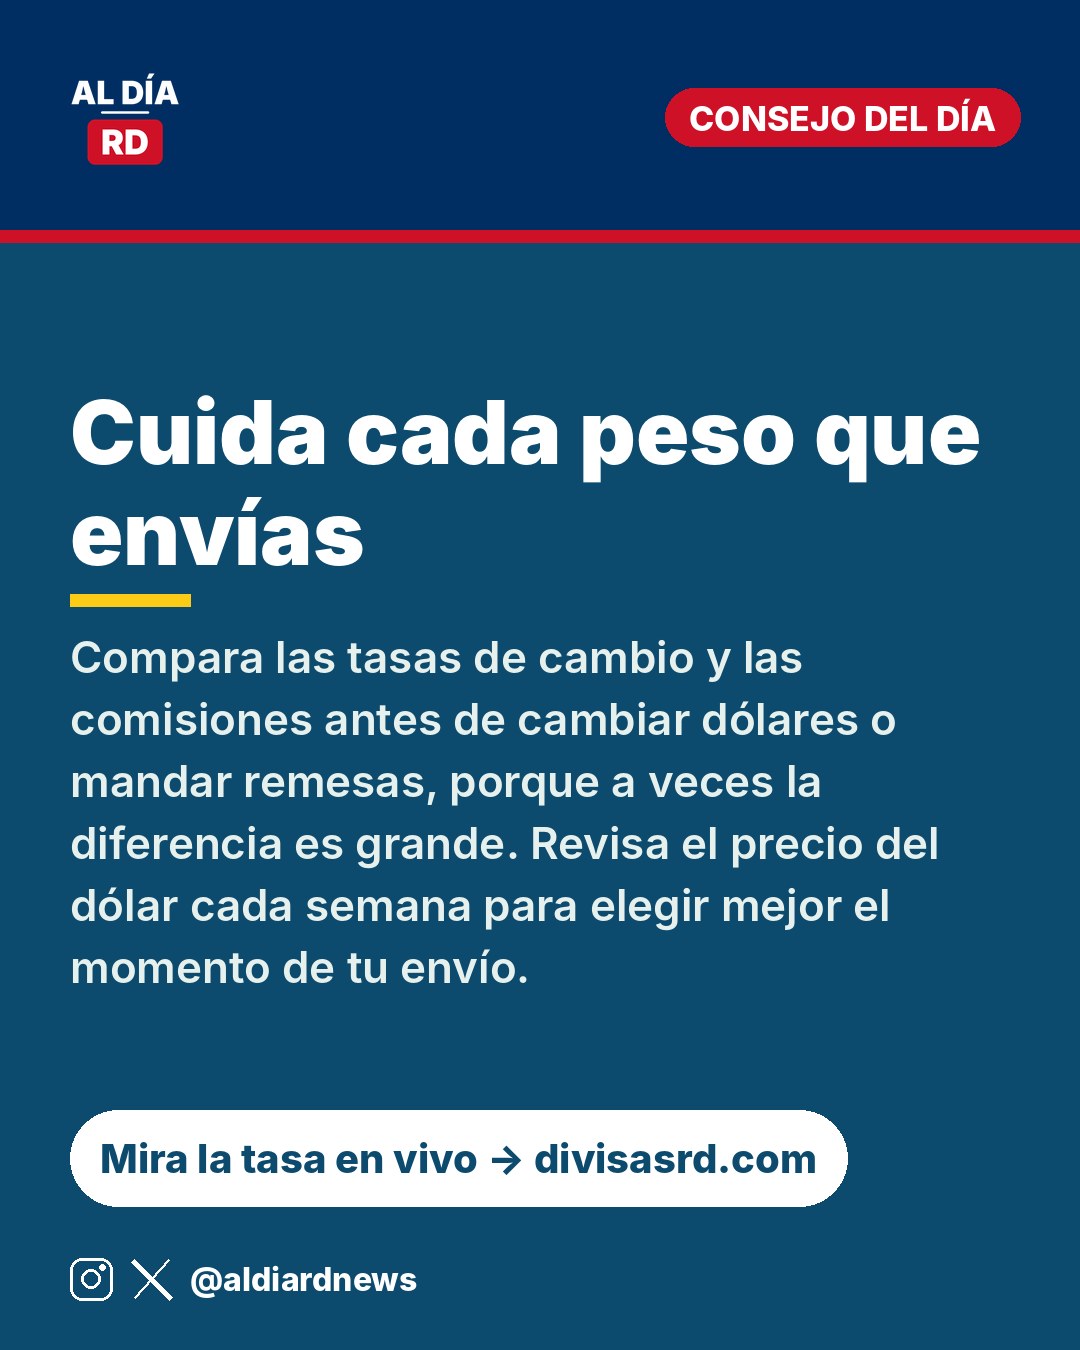 AL DÍA
RD
CONSEJO DEL DÍA
Cuida cada peso que
envías
Compara las tasas de cambio y las
comisiones antes de cambiar dólares o
mandar remesas, porque a veces la
diferencia es grande. Revisa el precio del
dólar cada semana para elegir mejor el
momento de tu envío.
Mira la tasa en vivo → divisasrd.com
@aldiardnews